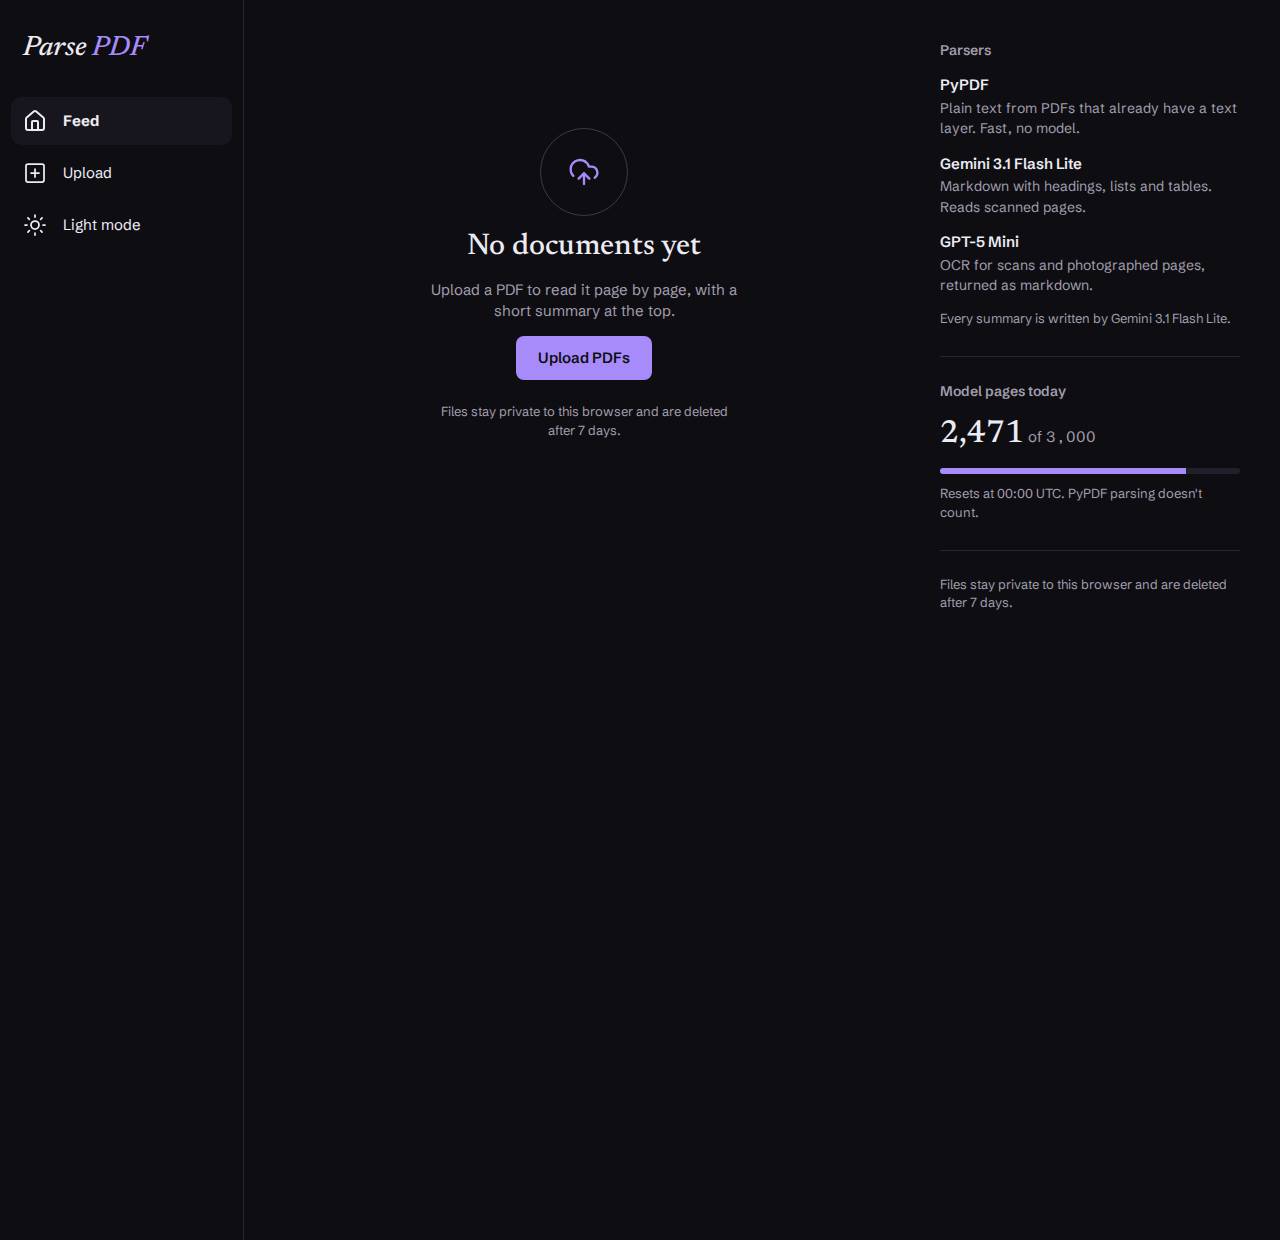 Parse PDF
Feed
Upload
Light mode
No documents yet
Upload a PDF to read it page by page, with a
short summary at the top.
Upload PDFs
Files stay private to this browser and are deleted
after 7 days.
Parsers
PyPDF
Plain text from PDFs that already have a text
layer. Fast, no model.
Gemini 3.1 Flash Lite
Markdown with headings, lists and tables.
Reads scanned pages.
GPT-5 Mini
OCR for scans and photographed pages,
returned as markdown.
Every summary is written by Gemini 3.1 Flash Lite.
Model pages today
2,471 of 3,000
Resets at 00:00 UTC. PyPDF parsing doesn't
count.
Files stay private to this browser and are deleted
after 7 days.